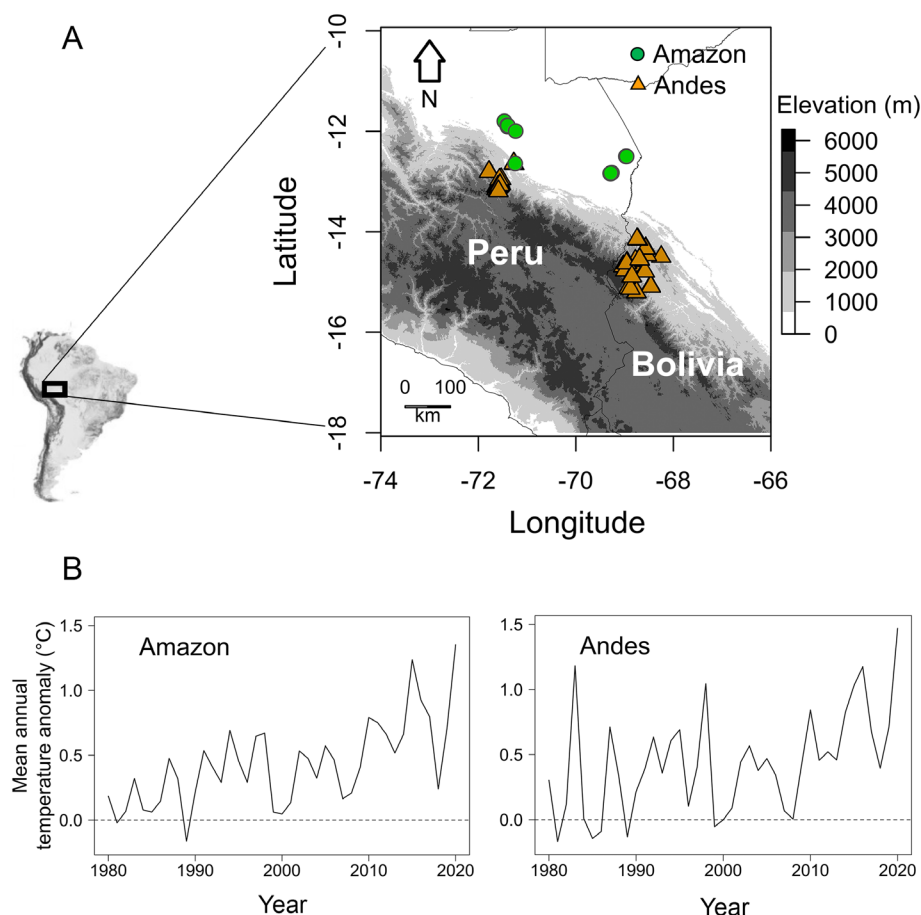 A
-10
-12
-14
-16
-18
Latitude
N
Amazon
Andes
Peru
Bolivia
0 100
km
-74 -72 -70 -68 -66
Longitude
Elevation (m)
6000
5000
4000
3000
2000
1000
0
B
Mean annual
temperature anomaly (°C)
Amazon
1.5
1.0
0.5
0.0
1980 1990 2000 2010 2020
Year
Andes
1.5
1.0
0.5
0.0
1980 1990 2000 2010 2020
Year